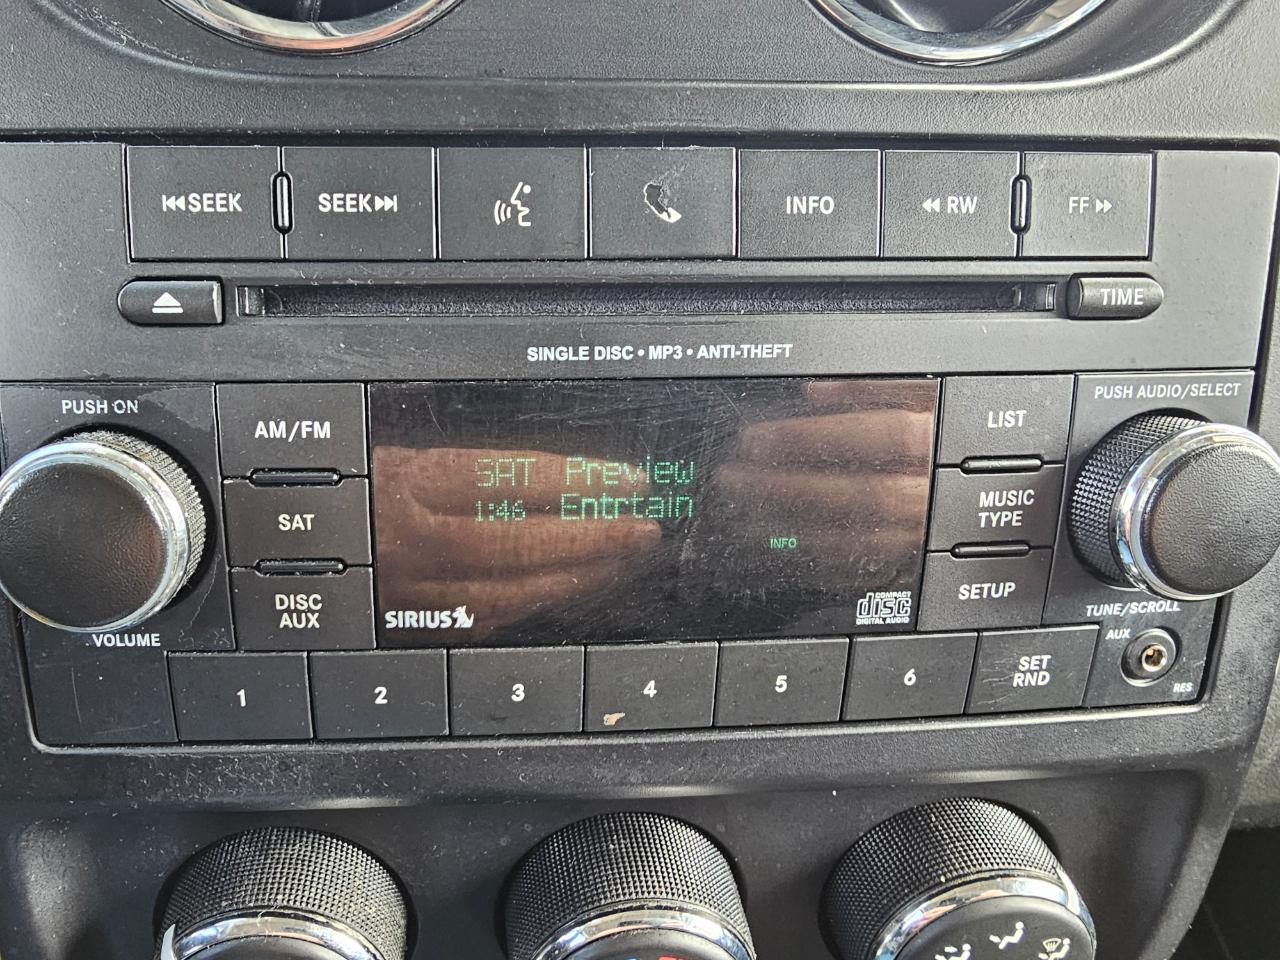 SEEK
SEEK
INFO
RW
FF
TIME
SINGLE DISC • MP3 • ANTI-THEFT
PUSH ON
VOLUME
AM/FM
SAT
DISC
AUX
SAT Preview
1:46 Entrtain
INFO
SIRIUS
COMPACT
disc
DIGITAL AUDIO
LIST
MUSIC
TYPE
SETUP
PUSH AUDIO/SELECT
TUNE/SCROLL
AUX
RES
1
2
3
4
5
6
SET
RND